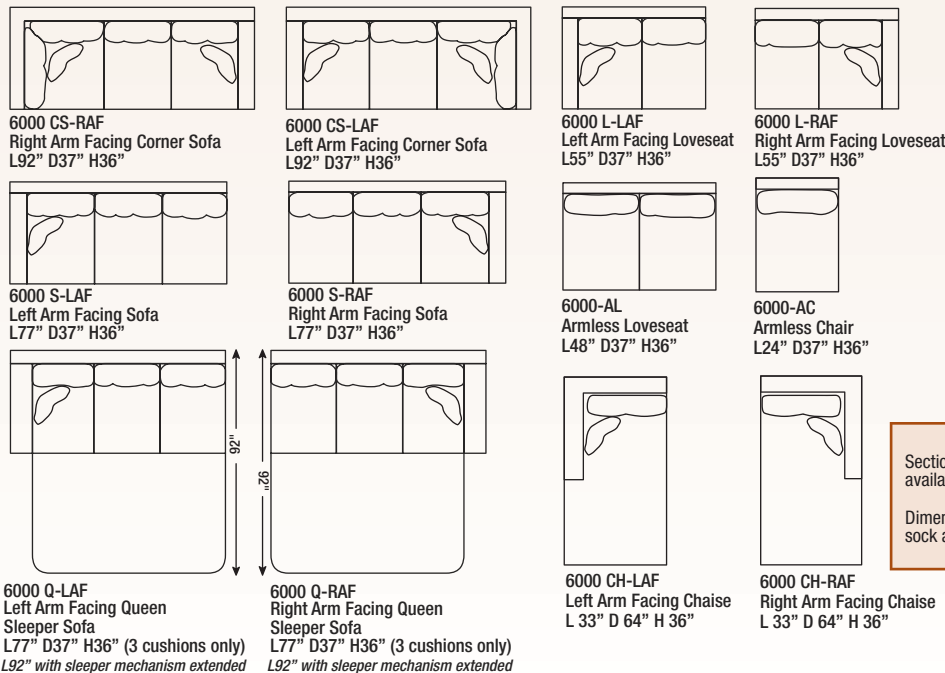 6000 CS-RAF
Right Arm Facing Corner Sofa
L92” D37” H36”
6000 CS-LAF
Left Arm Facing Corner Sofa
L92” D37” H36”
6000 L-LAF
Left Arm Facing Loveseat
L55” D37” H36”
6000 L-RAF
Right Arm Facing Loveseat
L55” D37” H36”
6000 S-LAF
Left Arm Facing Sofa
L77” D37” H36”
6000 S-RAF
Right Arm Facing Sofa
L77” D37” H36”
6000-AL
Armless Loveseat
L48” D37” H36”
6000-AC
Armless Chair
L24” D37” H36”
92"
92"
6000 Q-LAF
Left Arm Facing Queen
Sleeper Sofa
L77” D37” H36” (3 cushions only)
L92” with sleeper mechanism extended
6000 Q-RAF
Right Arm Facing Queen
Sleeper Sofa
L77” D37” H36” (3 cushions only)
L92” with sleeper mechanism extended
6000 CH-LAF
Left Arm Facing Chaise
L 33” D 64” H 36”
6000 CH-RAF
Right Arm Facing Chaise
L 33” D 64” H 36”
Sectio
availa
Dimen
sock a